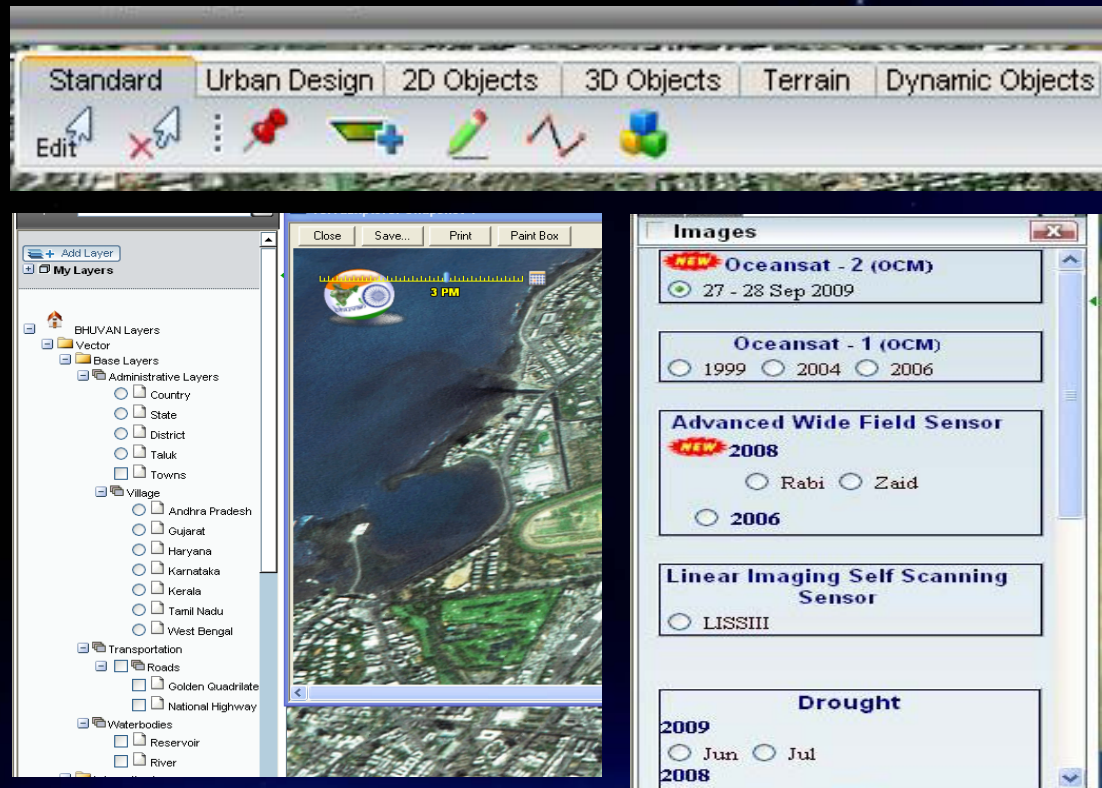 Standard Urban Design 2D Objects 3D Objects Terrain Dynamic Objects
Edit
Add Layer
My Layers
BHUVAN Layers
Vector
Base Layers
Administrative Layers
Country
State
District
Taluk
Towns
Village
Andhra Pradesh
Gujarat
Haryana
Karnataka
Kerala
Tamil Nadu
West Bengal
Transportation
Roads
Golden Quadrilate
National Highway
Waterbodies
Reservoir
River
Close Save... Print Paint Box
3 PM
Images
NEW Oceansat - 2 (OCM)
27 - 28 Sep 2009
Oceansat - 1 (OCM)
1999 2004 2006
Advanced Wide Field Sensor
NEW 2008
Rabi Zaid
2006
Linear Imaging Self Scanning
Sensor
LISSIII
Drought
2009
Jun Jul
2008